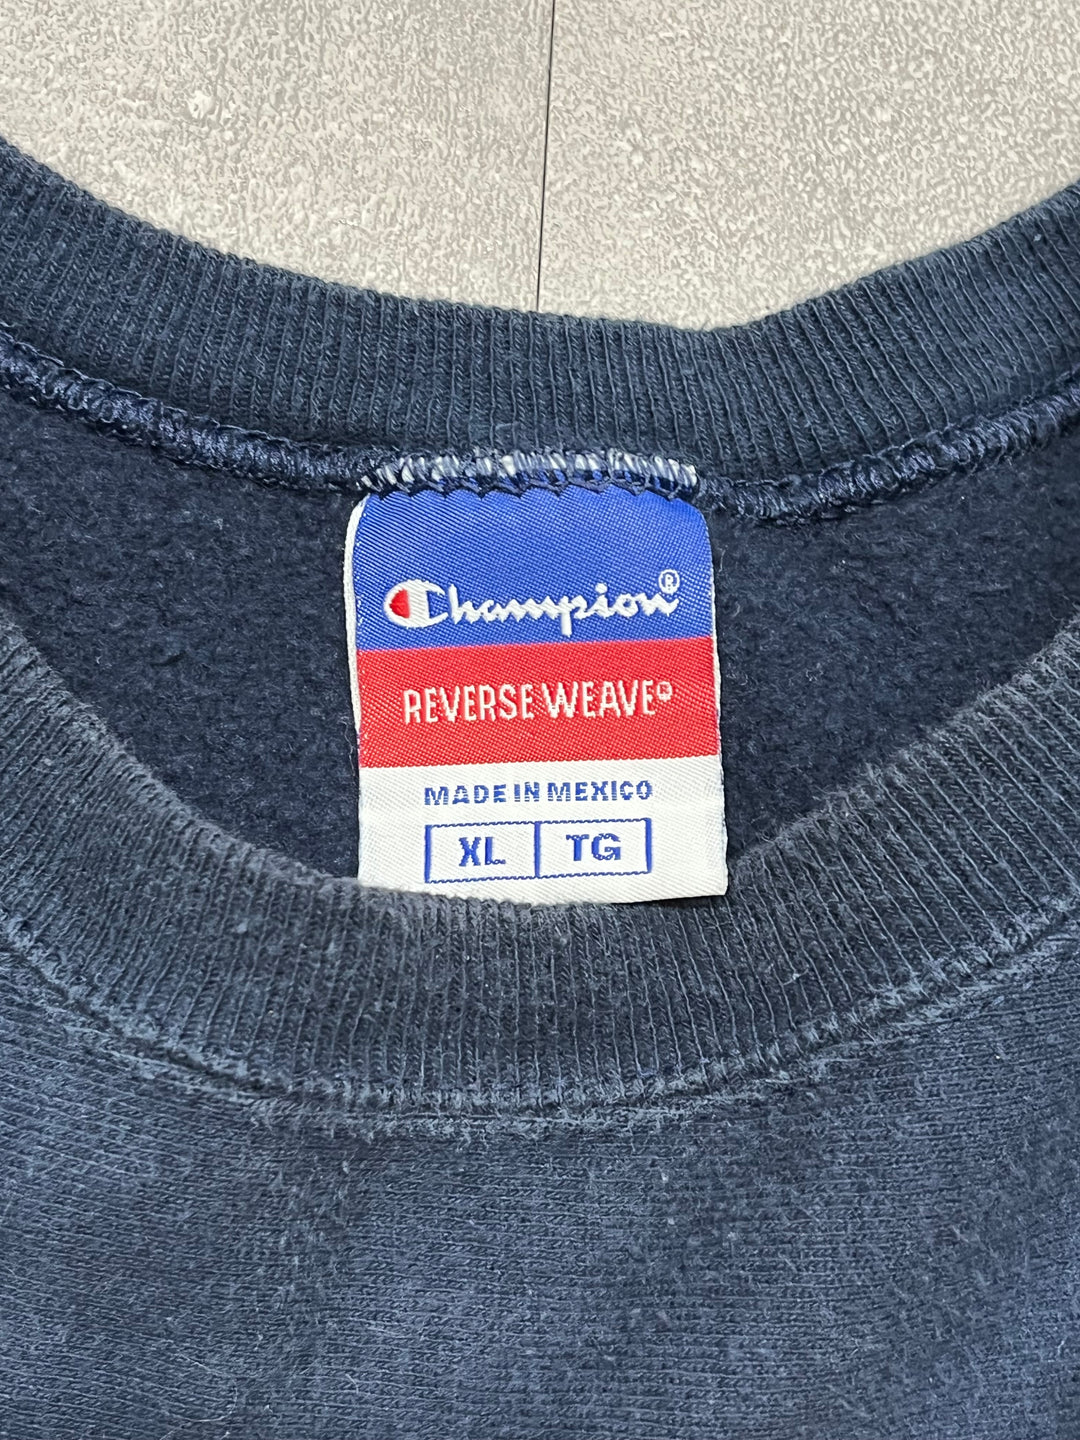 Champion®
REVERSE WEAVE®
MADE IN MEXICO
XL TG